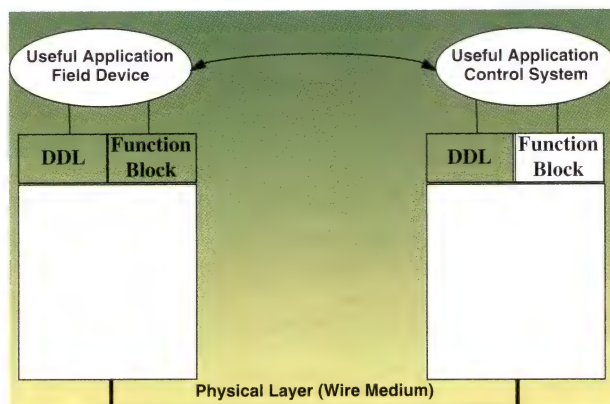 Useful Application
Field Device
Useful Application
Control System
DDL
Function
Block
DDL
Function
Block
Physical Layer (Wire Medium)